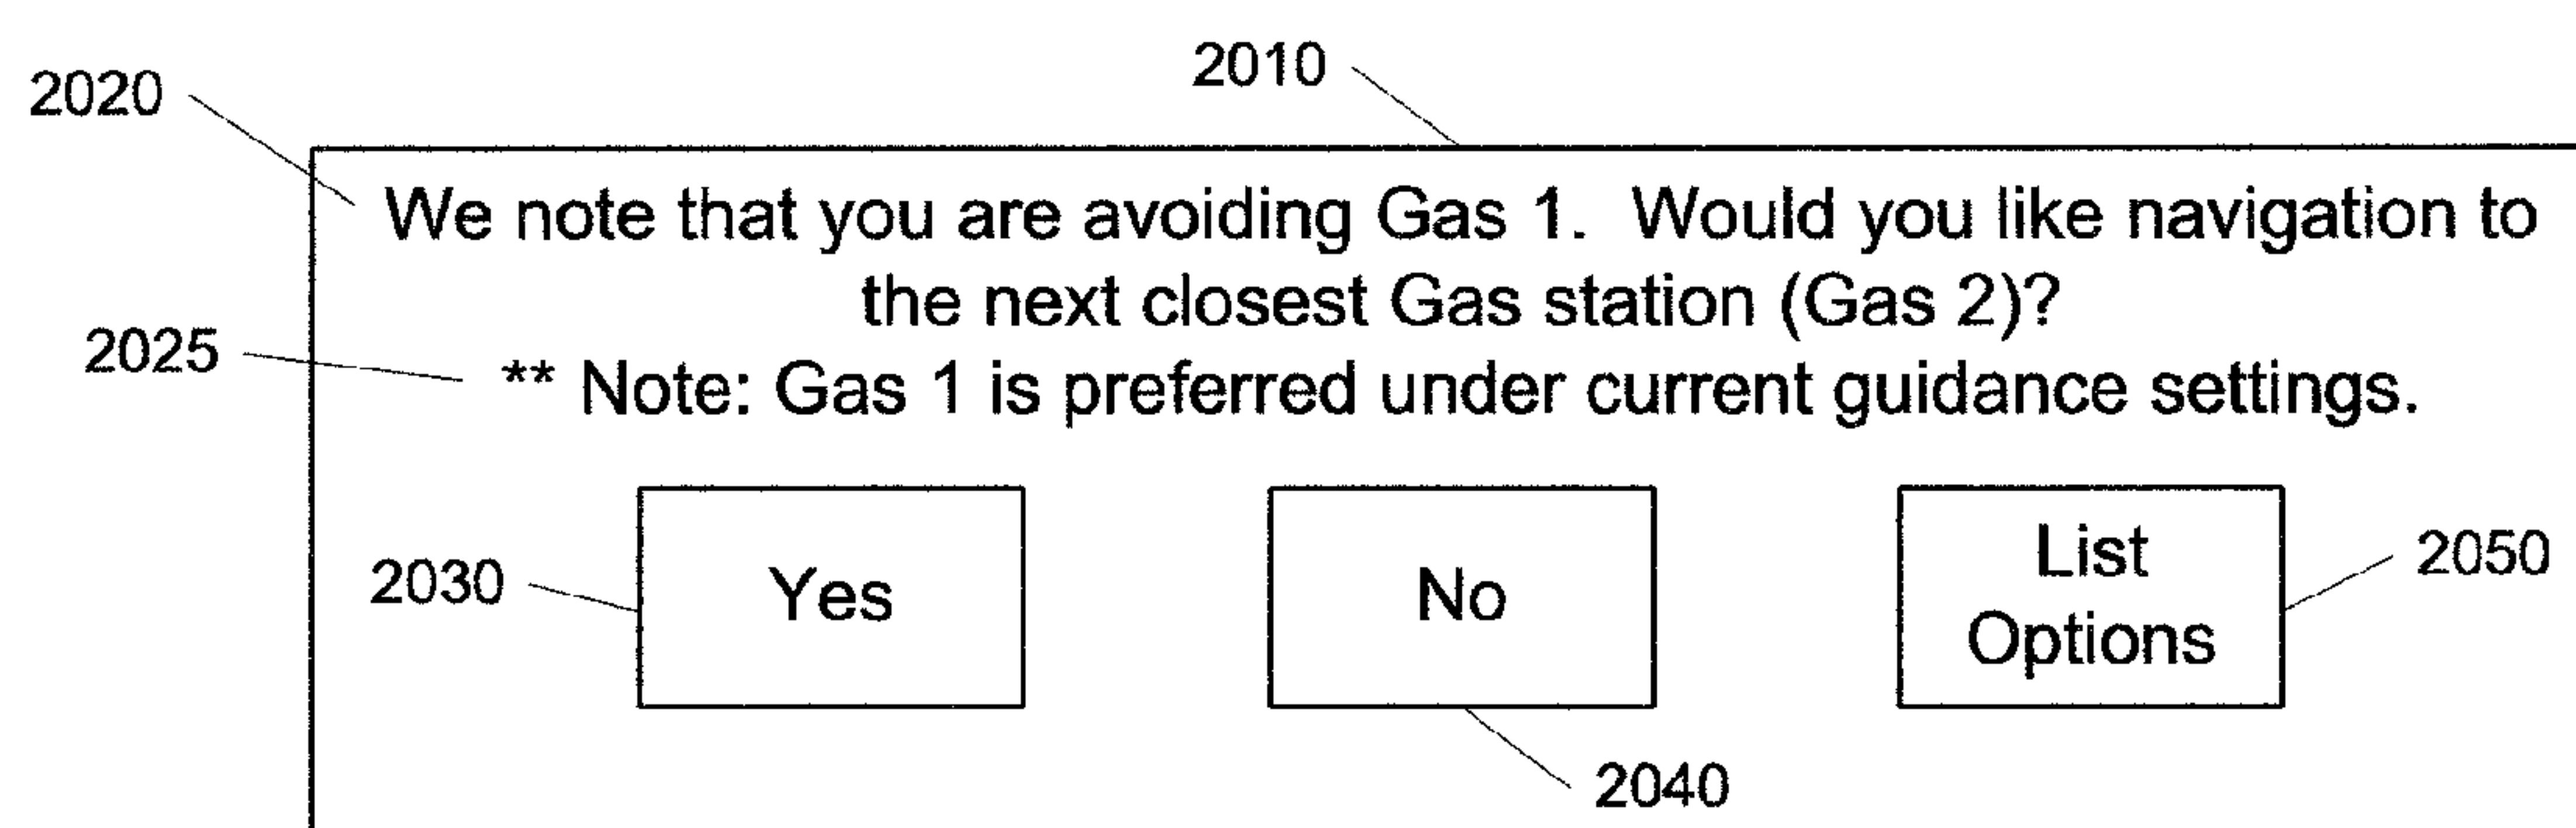 2010
2020
We note that you are avoiding Gas 1. Would you like navigation to
the next closest Gas station (Gas 2)?
2025
** Note: Gas 1 is preferred under current guidance settings.
2030
Yes
No
List
Options
2050
2040